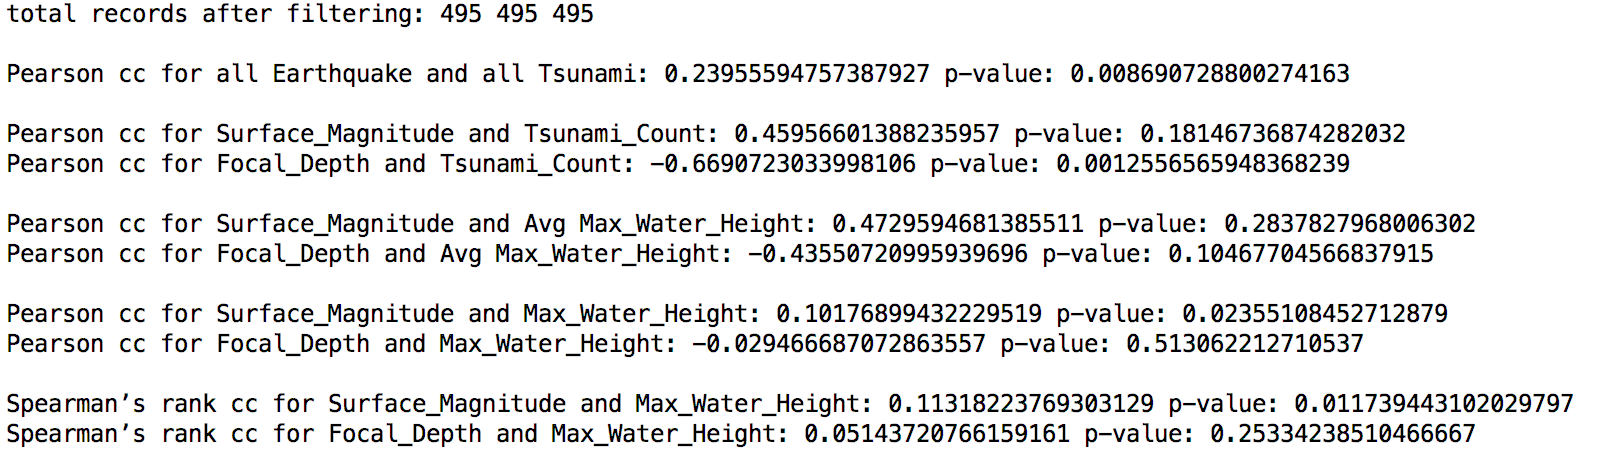 total records after filtering: 495 495 495
Pearson cc for all Earthquake and all Tsunami: 0.23955594757387927 p-value: 0.008690728800274163
Pearson cc for Surface_Magnitude and Tsunami_Count: 0.45956601388235957 p-value: 0.18146736874282032
Pearson cc for Focal_Depth and Tsunami_Count: -0.6690723033998106 p-value: 0.0012556565948368239
Pearson cc for Surface_Magnitude and Avg Max_Water_Height: 0.4729594681385511 p-value: 0.2837827968006302
Pearson cc for Focal_Depth and Avg Max_Water_Height: -0.43550720995939696 p-value: 0.10467704566837915
Pearson cc for Surface_Magnitude and Max_Water_Height: 0.10176899432229519 p-value: 0.02355108452712879
Pearson cc for Focal_Depth and Max_Water_Height: -0.029466687072863557 p-value: 0.513062212710537
Spearman’s rank cc for Surface_Magnitude and Max_Water_Height: 0.11318223769303129 p-value: 0.011739443102029797
Spearman’s rank cc for Focal_Depth and Max_Water_Height: 0.05143720766159161 p-value: 0.25334238510466667